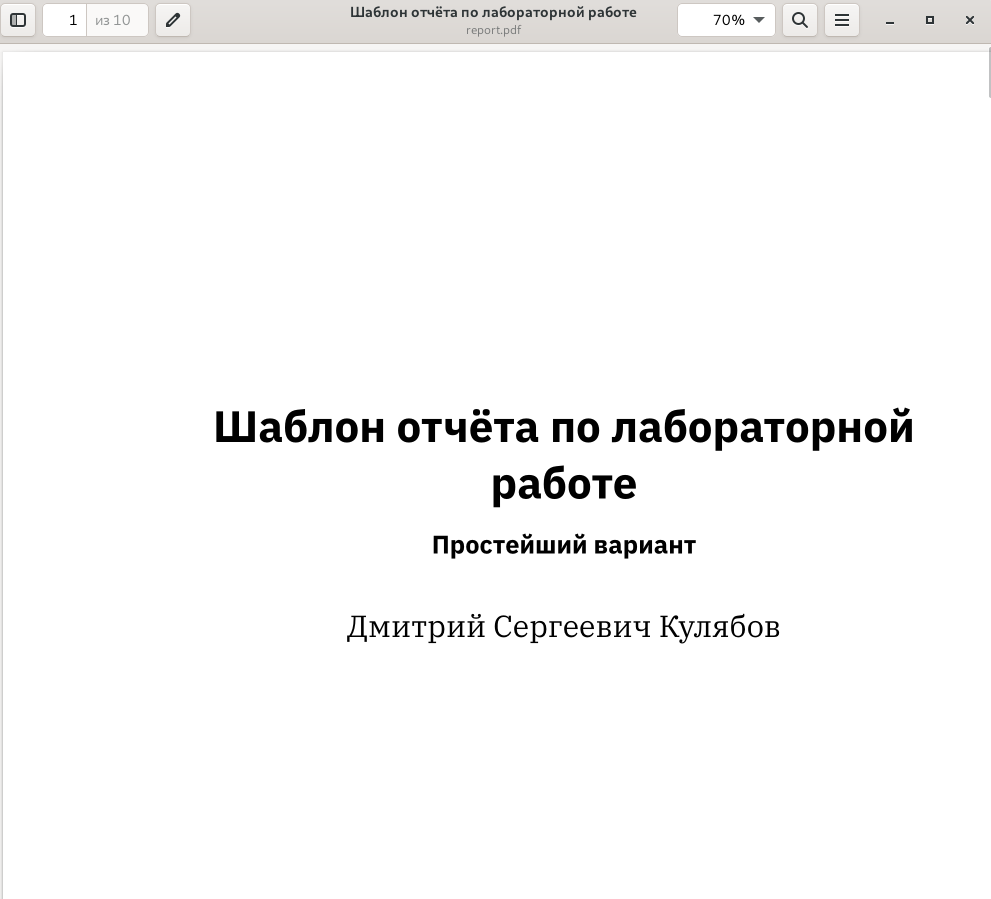 1 из 10
Шаблон отчёта по лабораторной работе
report.pdf
70%
Шаблон отчёта по лабораторной
работе
Простейший вариант
Дмитрий Сергеевич Кулябов